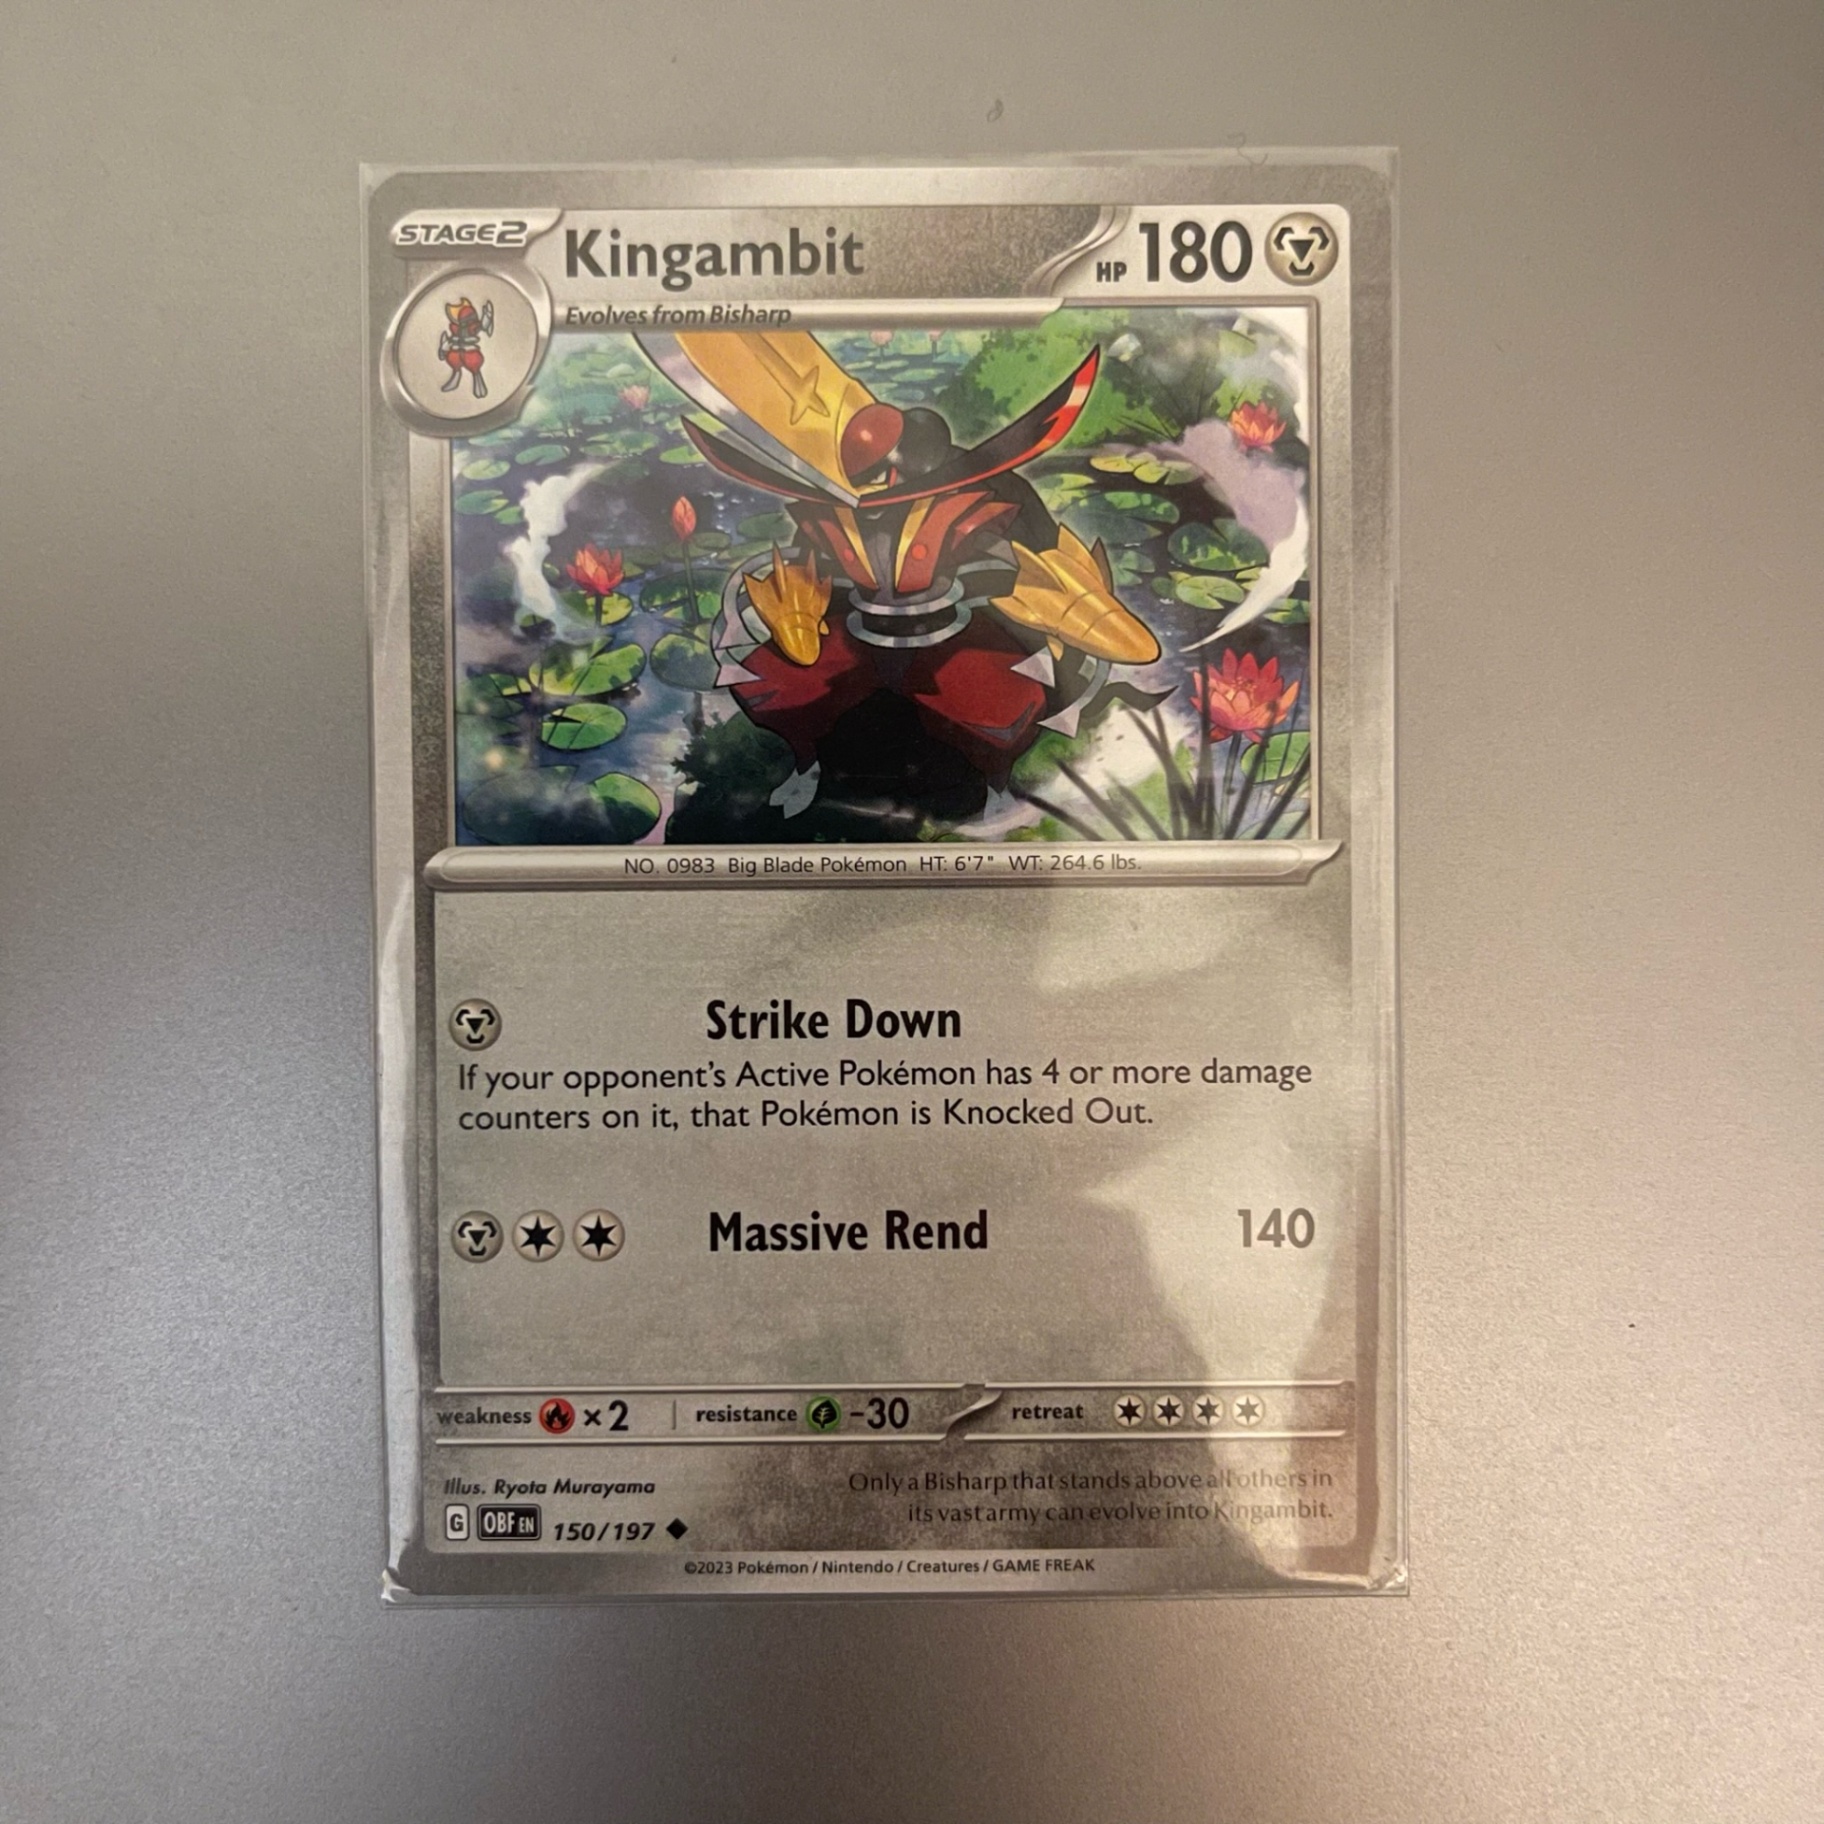 STAGE2
Kingambit
HP 180
Evolves from Bisharp
NO. 0983 Big Blade Pokémon HT: 6'7" WT: 264.6 lbs.
Strike Down
If your opponent's Active Pokémon has 4 or more damage
counters on it, that Pokémon is Knocked Out.
Massive Rend 140
weakness ×2 | resistance -30 retreat
Illus. Ryota Murayama
Only a Bisharp that stands above all others in
its vast army can evolve into Kingambit.
G OBF EN 150/197
©2023 Pokémon / Nintendo / Creatures / GAME FREAK